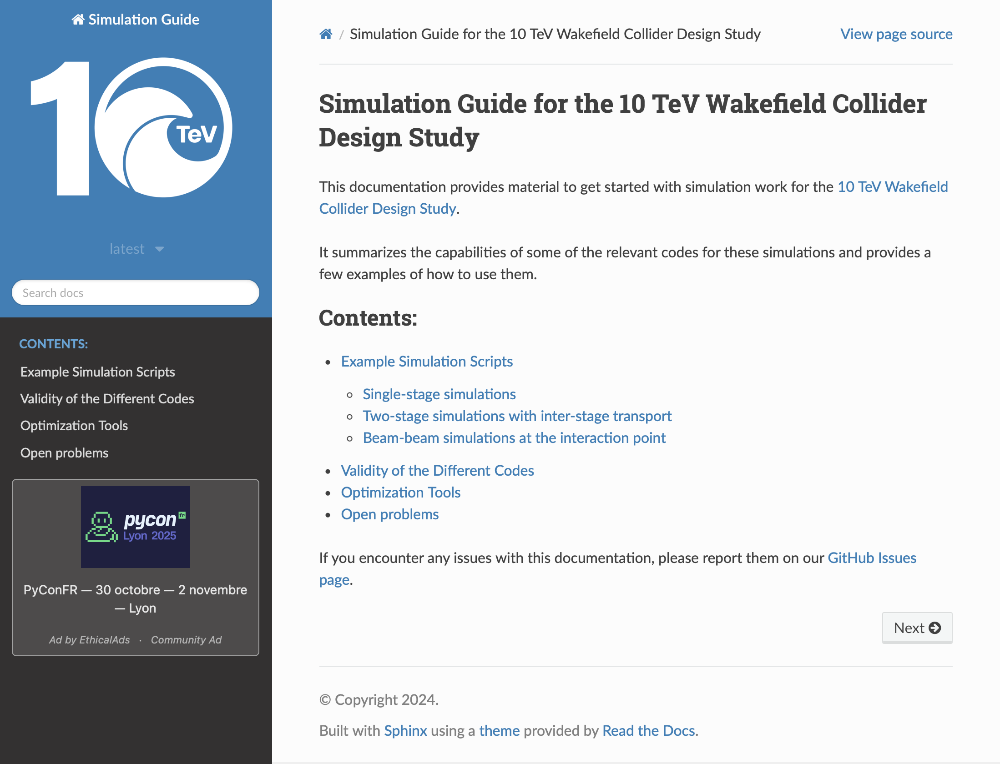 Simulation Guide
10
TeV
latest
Search docs
CONTENTS:
Example Simulation Scripts
Validity of the Different Codes
Optimization Tools
Open problems
pycon fr
Lyon 2025
PyConFR — 30 octobre — 2 novembre
— Lyon
Ad by EthicalAds · Community Ad
/ Simulation Guide for the 10 TeV Wakefield Collider Design Study
View page source
Simulation Guide for the 10 TeV Wakefield Collider
Design Study
This documentation provides material to get started with simulation work for the 10 TeV Wakefield
Collider Design Study.
It summarizes the capabilities of some of the relevant codes for these simulations and provides a
few examples of how to use them.
Contents:
• Example Simulation Scripts
◦ Single-stage simulations
◦ Two-stage simulations with inter-stage transport
◦ Beam-beam simulations at the interaction point
• Validity of the Different Codes
• Optimization Tools
• Open problems
If you encounter any issues with this documentation, please report them on our GitHub Issues
page.
Next
© Copyright 2024.
Built with Sphinx using a theme provided by Read the Docs.